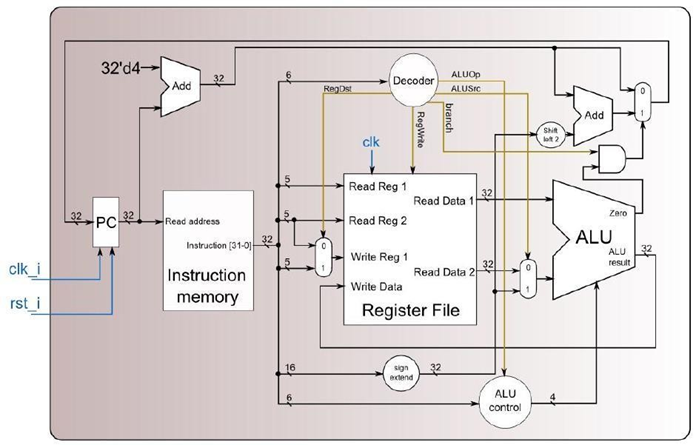 32'd4
Add
32
6
Decoder
ALUOp
ALUSrc
RegDst
RegWrite
branch
clk
Shift
left 2
Add
0
1
32
PC
32
Read address
Instruction [31-0]
32
Instruction
memory
clk_i
rst_i
5
Read Reg 1
Read Data 1
32
5
Read Reg 2
0
1
5
Write Reg 1
Read Data 2
32
0
1
Write Data
Register File
Zero
ALU
ALU
result
32
16
sign
extend
32
6
ALU
control
4